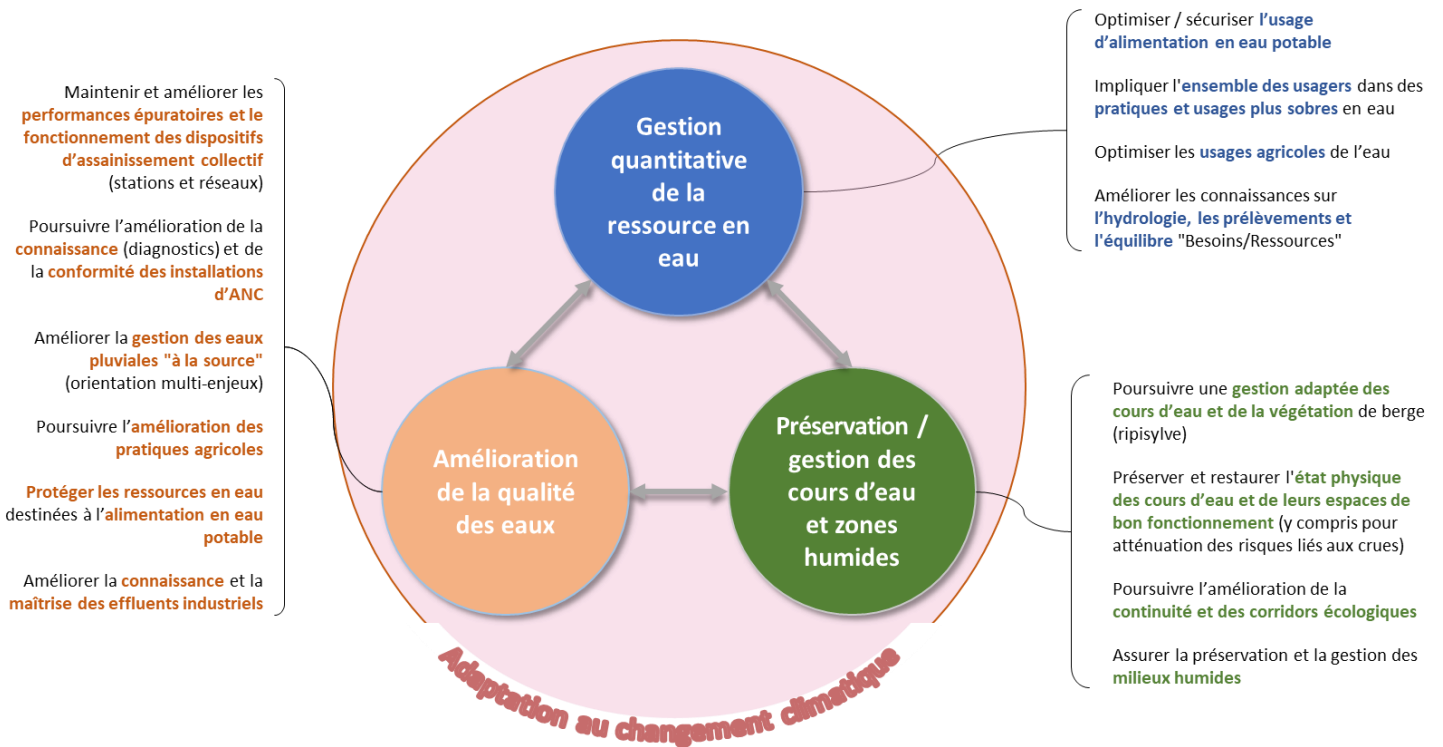 Maintenir et améliorer les
performances épuratoires et le
fonctionnement des dispositifs
d'assainissement collectif
(stations et réseaux)
Poursuivre l'amélioration de la
connaissance (diagnostics) et de
la conformité des installations
d'ANC
Améliorer la gestion des eaux
pluviales "à la source"
(orientation multi-enjeux)
Poursuivre l'amélioration des
pratiques agricoles
Protéger les ressources en eau
destinées à l'alimentation en eau
potable
Améliorer la connaissance et la
maîtrise des effluents industriels
Gestion
quantitative
de la
ressource en
eau
Amélioration
de la qualité
des eaux
Préservation /
gestion des
cours d'eau
et zones
humides
Adaptation au changement climatique
Optimiser / sécuriser l'usage
d'alimentation en eau potable
Impliquer l'ensemble des usagers dans des
pratiques et usages plus sobres en eau
Optimiser les usages agricoles de l'eau
Améliorer les connaissances sur
l'hydrologie, les prélèvements et
l'équilibre "Besoins/Ressources"
Poursuivre une gestion adaptée des
cours d'eau et de la végétation de berge
(ripisylve)
Préserver et restaurer l'état physique
des cours d'eau et de leurs espaces de
bon fonctionnement (y compris pour
atténuation des risques liés aux crues)
Poursuivre l'amélioration de la
continuité et des corridors écologiques
Assurer la préservation et la gestion des
milieux humides